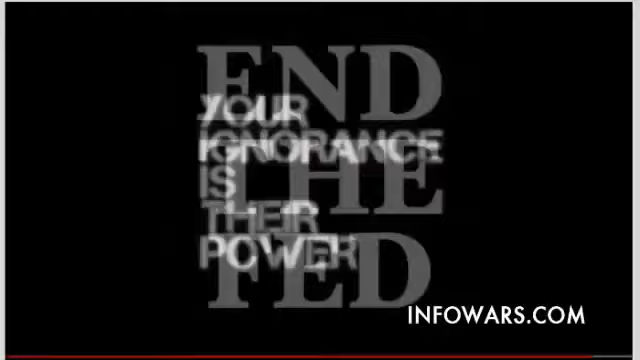 END
THE
FED
YOUR
IGNORANCE
IS
THEIR
POWER
INFOWARS.COM